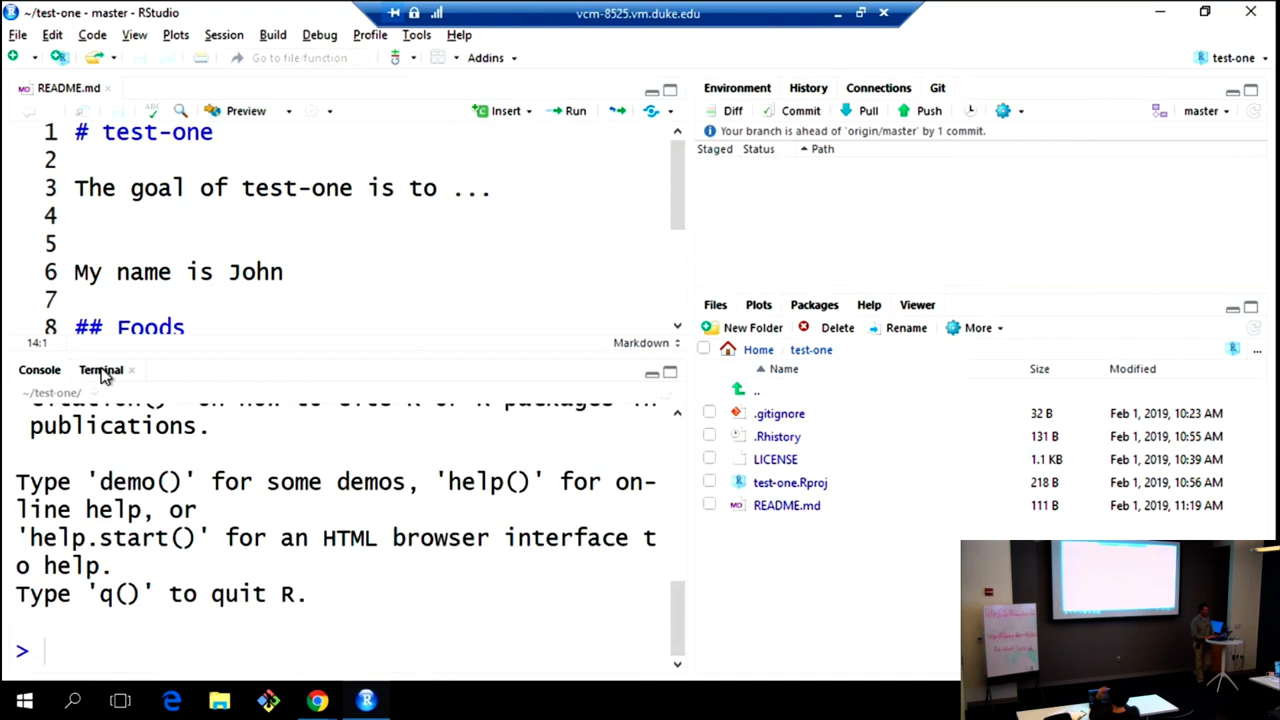 ~/test-one - master - RStudio
vcm-8525.vm.duke.edu
File Edit Code View Plots Session Build Debug Profile Tools Help
Go to file/function
Addins
test-one
README.md
Preview
Insert
Run
1 # test-one
2
3 The goal of test-one is to ...
4
5
6 My name is John
7
8 ## Foods
14:1
Markdown
Console Terminal
~/test-one/
publications.
Type 'demo()' for some demos, 'help()' for on-
line help, or
'help.start()' for an HTML browser interface t
o help.
Type 'q()' to quit R.
>
Environment History Connections Git
Diff Commit Pull Push master
Your branch is ahead of 'origin/master' by 1 commit.
Staged Status Path
Files Plots Packages Help Viewer
New Folder Delete Rename More
Home test-one
...
Name Size Modified
..
.gitignore 32 B Feb 1, 2019, 10:23 AM
.Rhistory 131 B Feb 1, 2019, 10:55 AM
LICENSE 1.1 KB Feb 1, 2019, 10:39 AM
test-one.Rproj 218 B Feb 1, 2019, 10:56 AM
README.md 111 B Feb 1, 2019, 11:19 AM